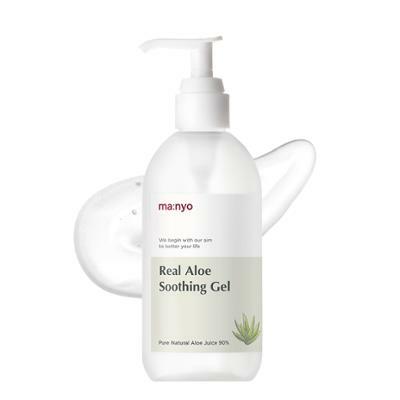 ma:nyo
We begin with our aim
to better your life
Real Aloe
Soothing Gel
Pure Natural Aloe Juice 90%